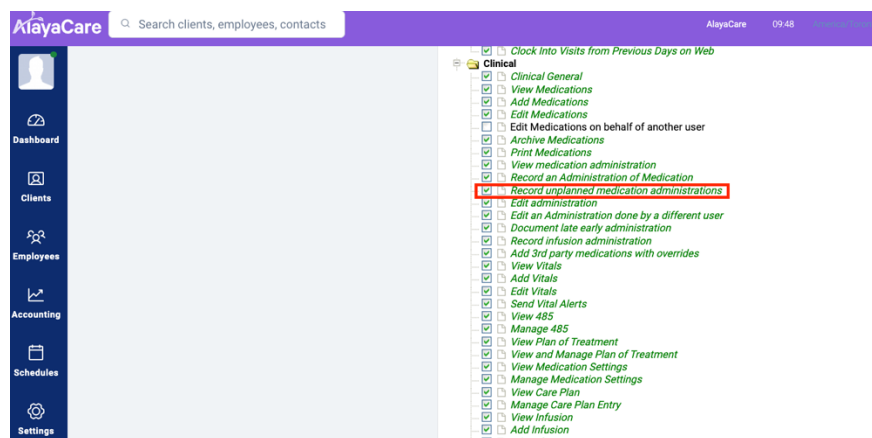 AlayaCare
Search clients, employees, contacts
AlayaCare 09:48
Dashboard
Clients
Employees
Accounting
Schedules
Settings
Clock Into Visits from Previous Days on Web
Clinical
Clinical General
View Medications
Add Medications
Edit Medications
Edit Medications on behalf of another user
Archive Medications
Print Medications
View medication administration
Record an Administration of Medication
Record unplanned medication administrations
Edit administration
Edit an Administration done by a different user
Document late early administration
Record infusion administration
Add 3rd party medications with overrides
View Vitals
Add Vitals
Edit Vitals
Send Vital Alerts
View 485
Manage 485
View Plan of Treatment
View and Manage Plan of Treatment
View Medication Settings
Manage Medication Settings
View Care Plan
Manage Care Plan Entry
View Infusion
Add Infusion